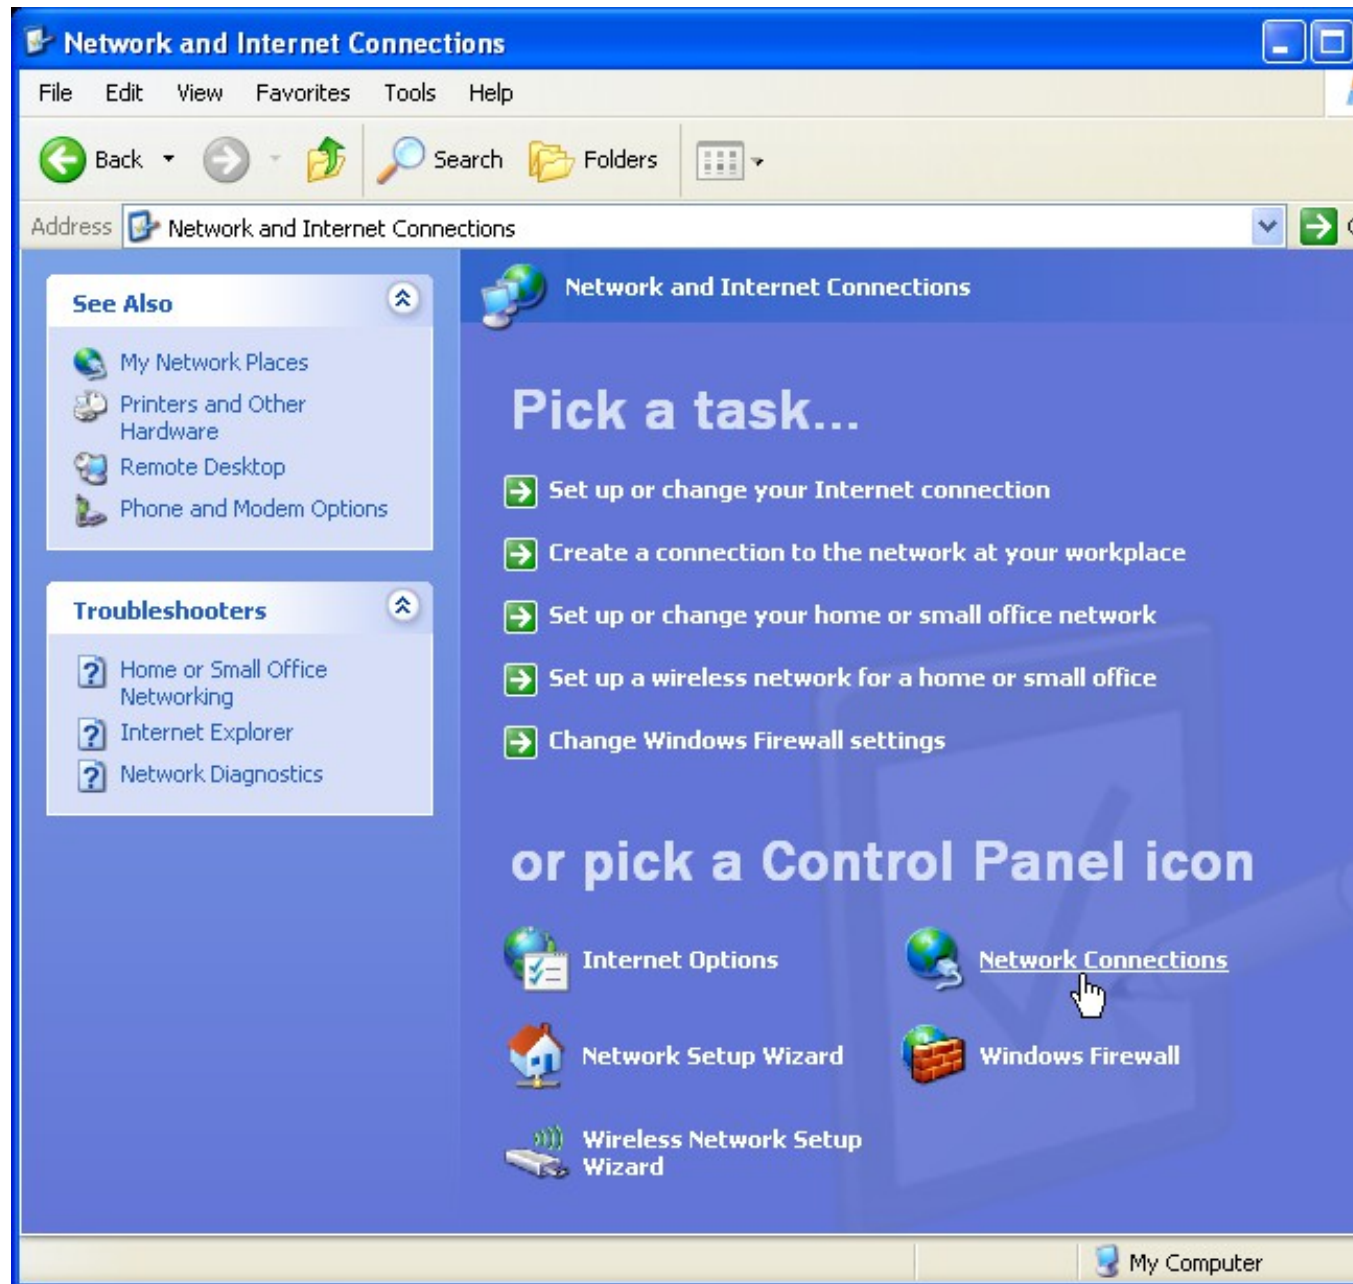 Network and Internet Connections
File Edit View Favorites Tools Help
Back Search Folders
Address Network and Internet Connections
See Also
My Network Places
Printers and Other
Hardware
Remote Desktop
Phone and Modem Options
Troubleshooters
Home or Small Office
Networking
Internet Explorer
Network Diagnostics
Network and Internet Connections
Pick a task...
Set up or change your Internet connection
Create a connection to the network at your workplace
Set up or change your home or small office network
Set up a wireless network for a home or small office
Change Windows Firewall settings
or pick a Control Panel icon
Internet Options
Network Connections
Network Setup Wizard
Windows Firewall
Wireless Network Setup
Wizard
My Computer